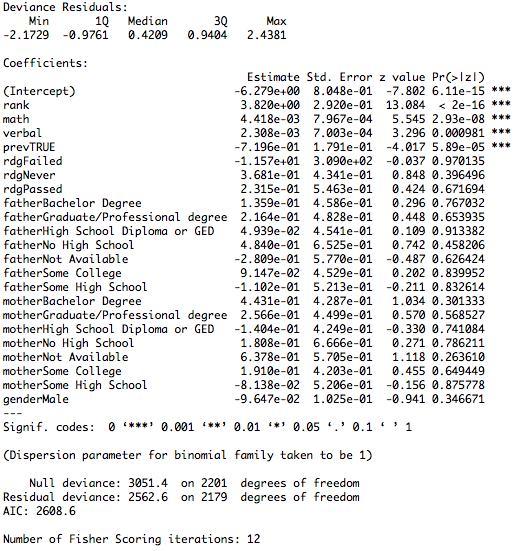 Deviance Residuals:
    Min       1Q   Median       3Q      Max
-2.1729  -0.9761   0.4209   0.9404   2.4381

Coefficients:
                                     Estimate Std. Error z value Pr(>|z|)
(Intercept)                        -6.279e+00  8.048e-01  -7.802 6.11e-15 ***
rank                                3.820e+00  2.920e-01  13.084  < 2e-16 ***
math                                4.418e-03  7.967e-04   5.545 2.93e-08 ***
verbal                              2.308e-03  7.003e-04   3.296 0.000981 ***
prevTRUE                           -7.196e-01  1.791e-01  -4.017 5.89e-05 ***
rdgFailed                          -1.157e+01  3.090e+02  -0.037 0.970135
rdgNever                            3.681e-01  4.341e-01   0.848 0.396496
rdgPassed                           2.315e-01  5.463e-01   0.424 0.671694
fatherBachelor Degree               1.359e-01  4.586e-01   0.296 0.767032
fatherGraduate/Professional degree  2.164e-01  4.828e-01   0.448 0.653935
fatherHigh School Diploma or GED    4.939e-02  4.541e-01   0.109 0.913382
fatherNo High School                4.840e-01  6.525e-01   0.742 0.458206
fatherNot Available                -2.809e-01  5.770e-01  -0.487 0.626424
fatherSome College                  9.147e-02  4.529e-01   0.202 0.839952
fatherSome High School             -1.102e-01  5.213e-01  -0.211 0.832614
motherBachelor Degree               4.431e-01  4.287e-01   1.034 0.301333
motherGraduate/Professional degree  2.566e-01  4.499e-01   0.570 0.568527
motherHigh School Diploma or GED   -1.404e-01  4.249e-01  -0.330 0.741084
motherNo High School                1.808e-01  6.666e-01   0.271 0.786211
motherNot Available                 6.378e-01  5.705e-01   1.118 0.263610
motherSome College                  1.910e-01  4.203e-01   0.455 0.649449
motherSome High School             -8.138e-02  5.206e-01  -0.156 0.875778
genderMale                         -9.647e-02  1.025e-01  -0.941 0.346671
---
Signif. codes:  0 ‘***’ 0.001 ‘**’ 0.01 ‘*’ 0.05 ‘.’ 0.1 ‘ ’ 1

(Dispersion parameter for binomial family taken to be 1)

    Null deviance: 3051.4  on 2201  degrees of freedom
Residual deviance: 2562.6  on 2179  degrees of freedom
AIC: 2608.6

Number of Fisher Scoring iterations: 12